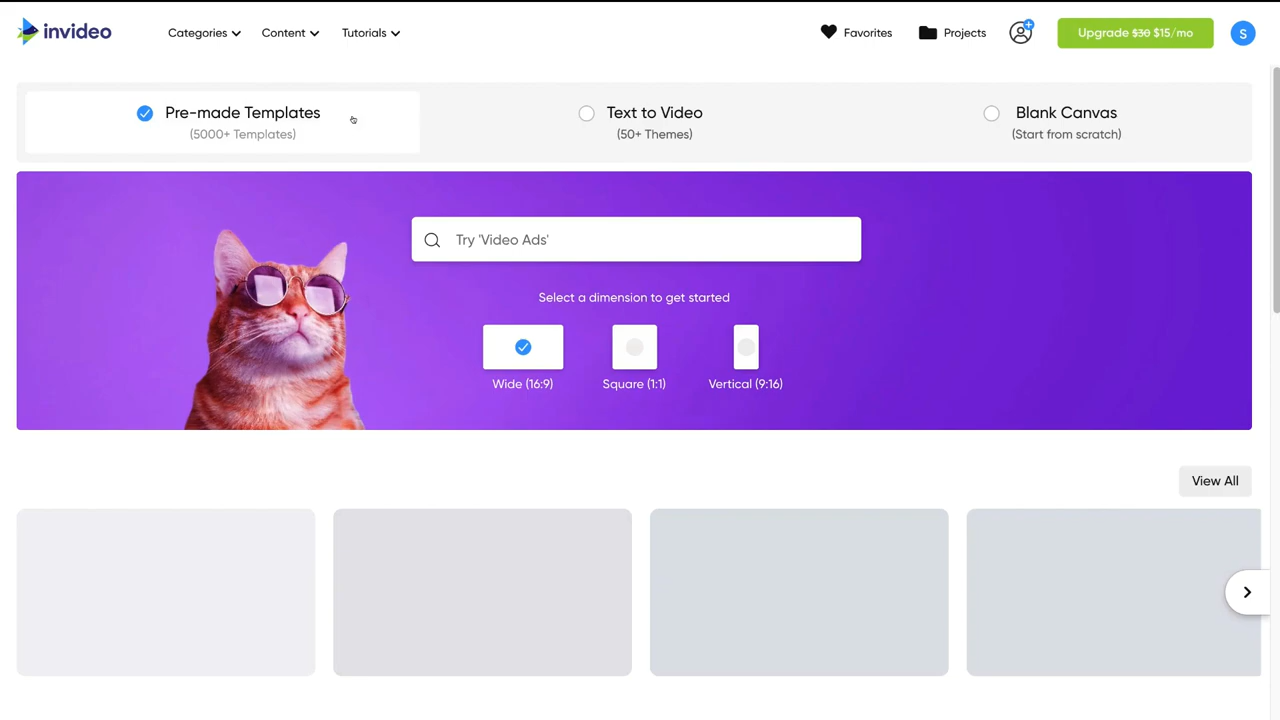 invideo
Categories
Content
Tutorials
Favorites
Projects
Upgrade $30 $15/mo
S
Pre-made Templates
(5000+ Templates)
Text to Video
(50+ Themes)
Blank Canvas
(Start from scratch)
Try 'Video Ads'
Select a dimension to get started
Wide (16:9)
Square (1:1)
Vertical (9:16)
View All